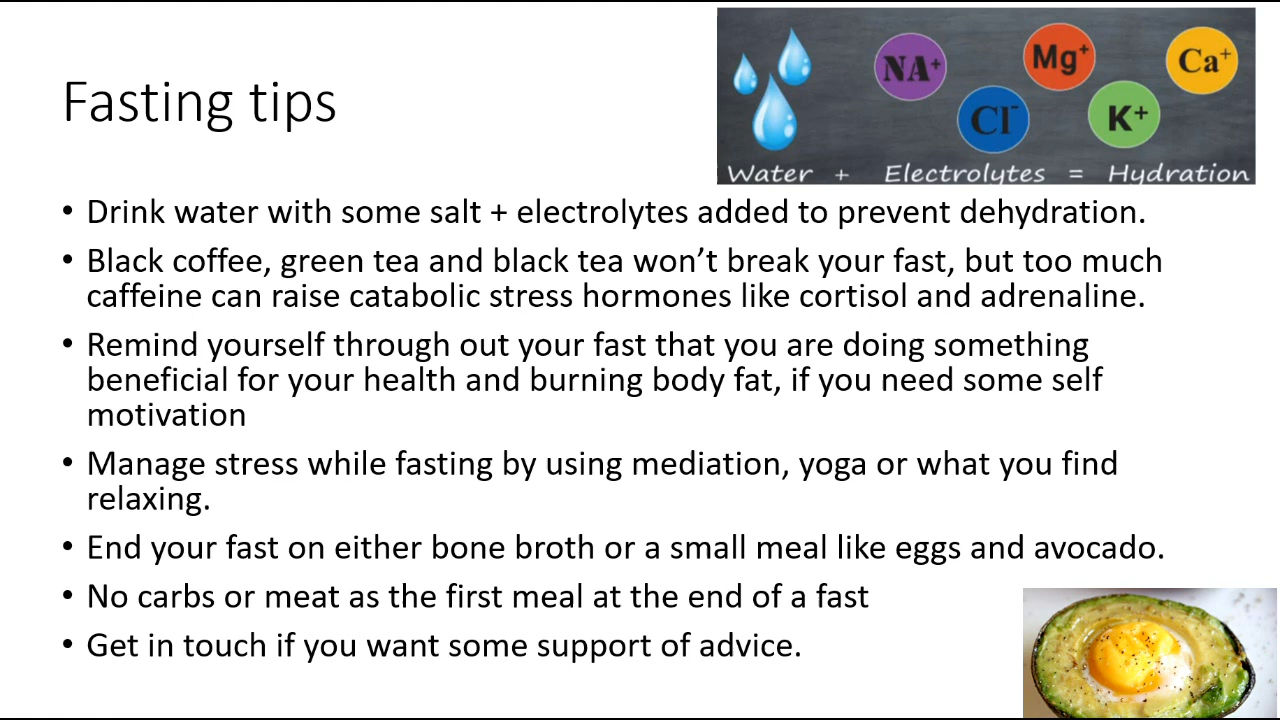 Fasting tips
NA+
Mg+
Ca+
Cl-
K+
Water + Electrolytes = Hydration
• Drink water with some salt + electrolytes added to prevent dehydration.
• Black coffee, green tea and black tea won’t break your fast, but too much
caffeine can raise catabolic stress hormones like cortisol and adrenaline.
• Remind yourself through out your fast that you are doing something
beneficial for your health and burning body fat, if you need some self
motivation
• Manage stress while fasting by using mediation, yoga or what you find
relaxing.
• End your fast on either bone broth or a small meal like eggs and avocado.
• No carbs or meat as the first meal at the end of a fast
• Get in touch if you want some support of advice.